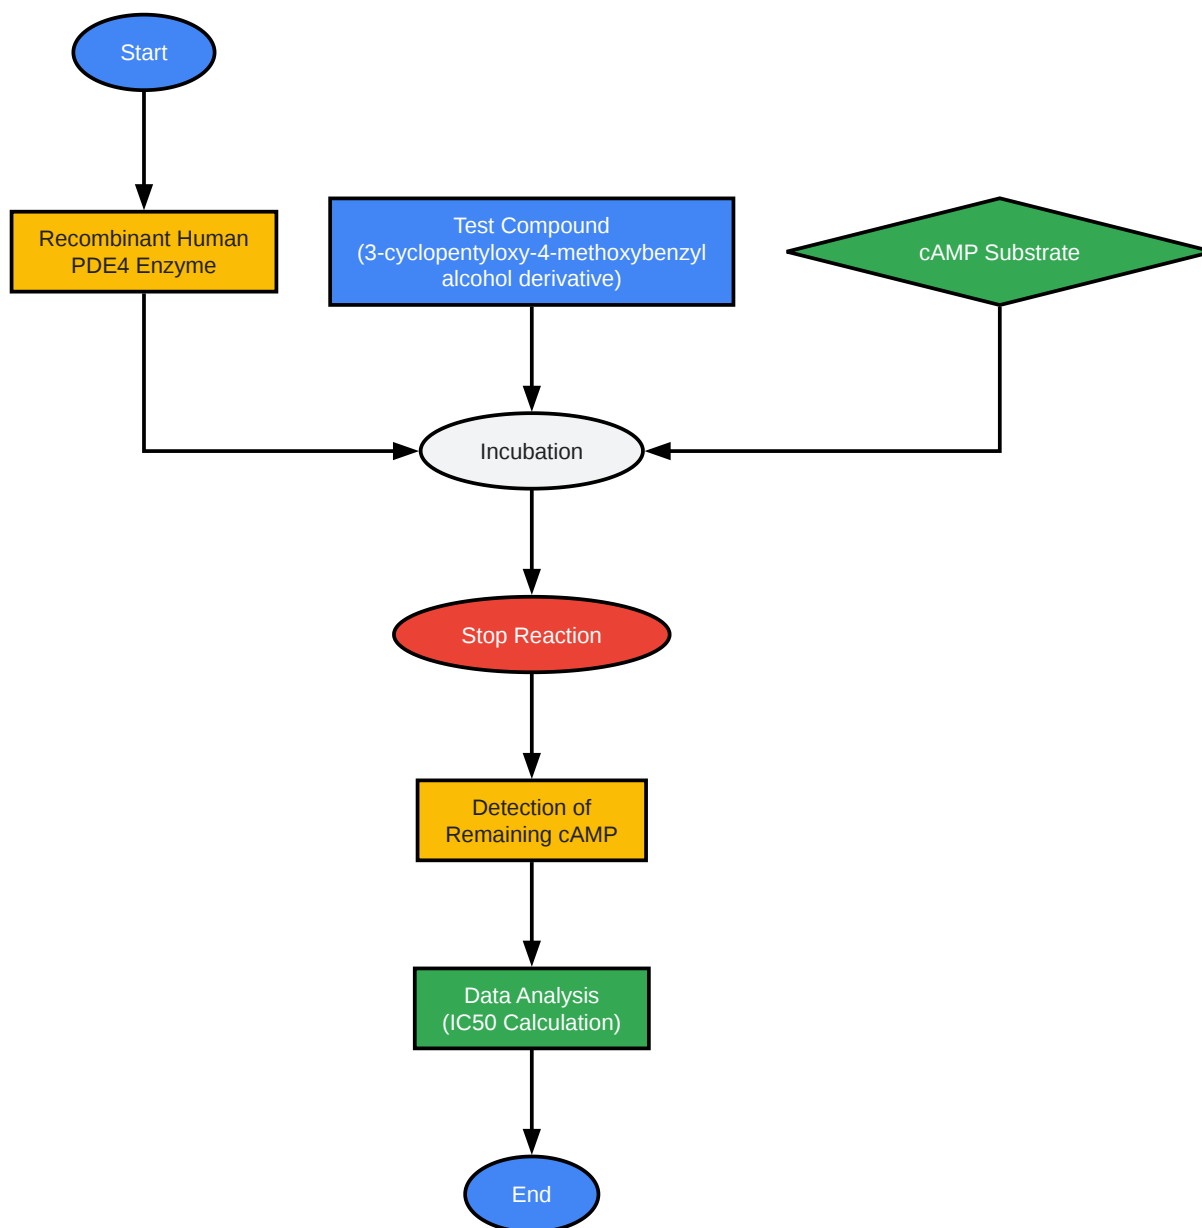 Start
Recombinant Human
PDE4 Enzyme
Test Compound
(3-cyclopentyloxy-4-methoxybenzyl
alcohol derivative)
cAMP Substrate
Incubation
Stop Reaction
Detection of
Remaining cAMP
Data Analysis
(IC50 Calculation)
End